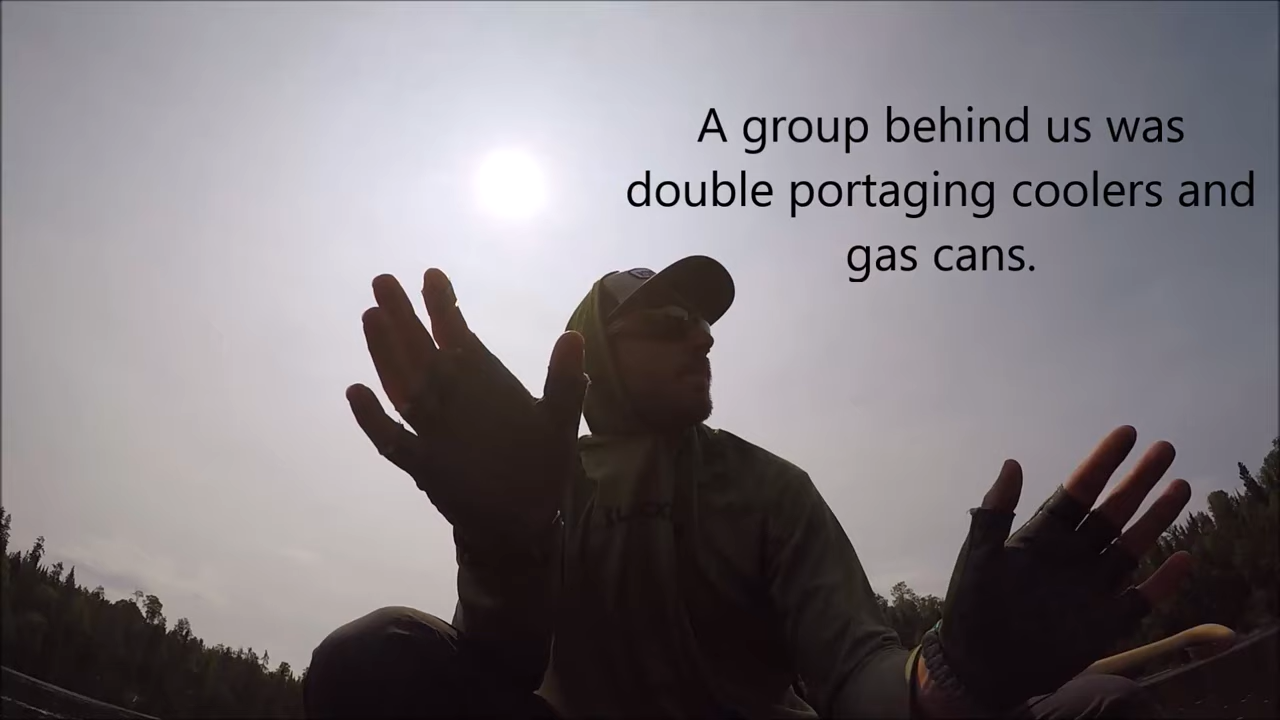 A group behind us was
double portaging coolers and
gas cans.